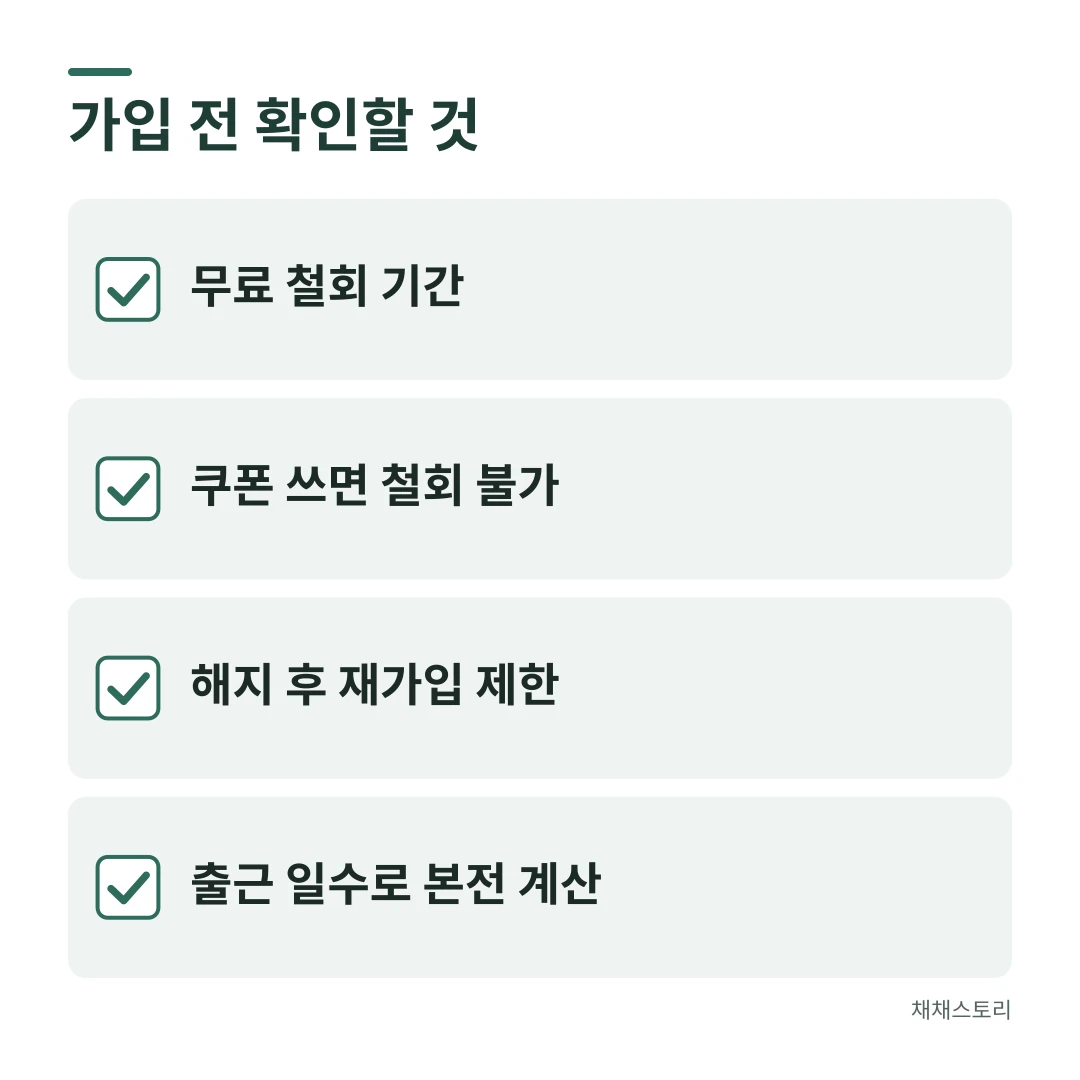 가입 전 확인할 것
무료 철회 기간
쿠폰 쓰면 철회 불가
해지 후 재가입 제한
출근 일수로 본전 계산
채채스토리